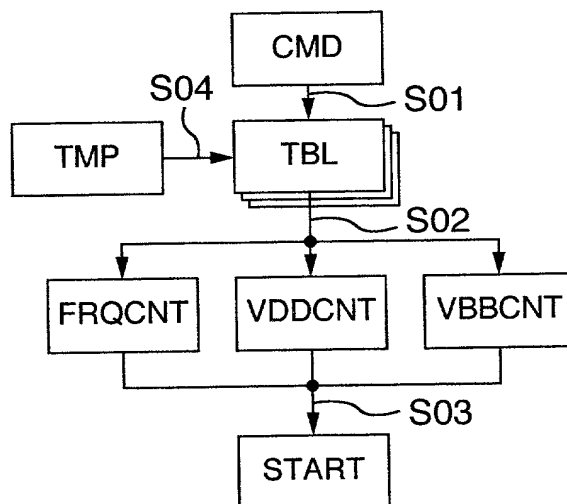 CMD
S04
S01
TMP
TBL
S02
FRQCNT
VDDCNT
VBBCNT
S03
START